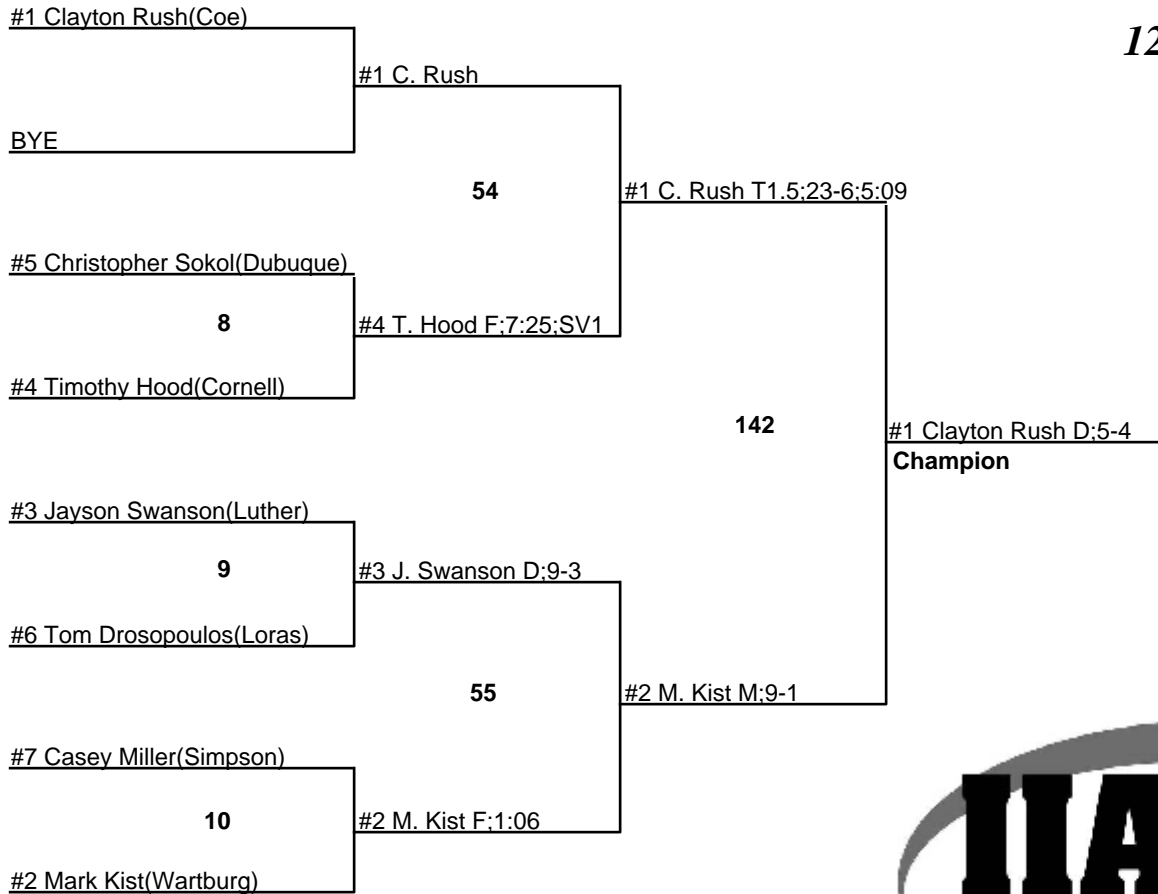 #1 Clayton Rush(Coe)
12
#1 C. Rush
BYE
54
#1 C. Rush T1.5;23-6;5:09
#5 Christopher Sokol(Dubuque)
8
#4 T. Hood F;7:25;SV1
#4 Timothy Hood(Cornell)
142
#1 Clayton Rush D;5-4
Champion
#3 Jayson Swanson(Luther)
9
#3 J. Swanson D;9-3
#6 Tom Drosopoulos(Loras)
55
#2 M. Kist M;9-1
#7 Casey Miller(Simpson)
10
#2 M. Kist F;1:06
#2 Mark Kist(Wartburg)
IIA